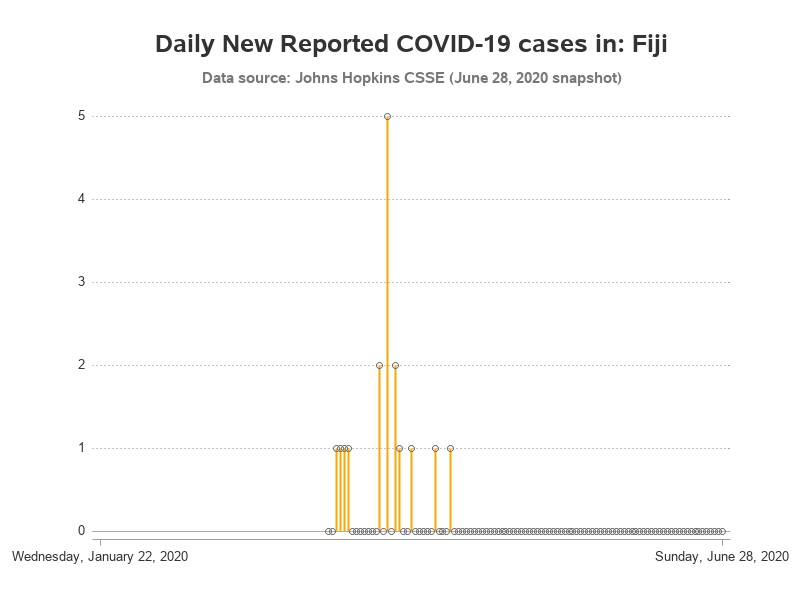 Daily New Reported COVID-19 cases in: Fiji
Data source: Johns Hopkins CSSE (June 28, 2020 snapshot)
5
4
3
2
1
0
Wednesday, January 22, 2020
Sunday, June 28, 2020